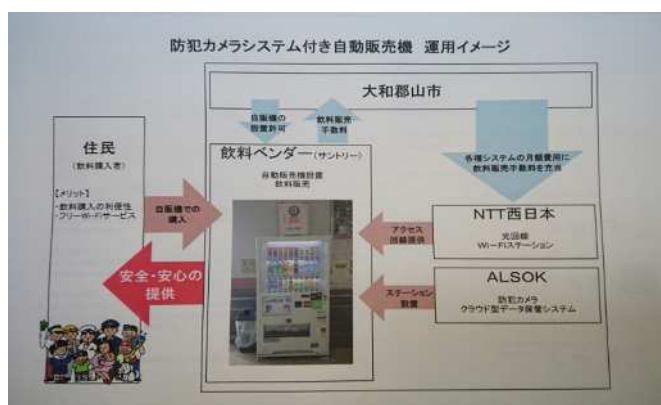 防犯カメラシステム付き自動販売機 運用イメージ
大和郡山市
自販機の
設置許可
飲料販売
手数料
各種システムの月額費用に
飲料販売手数料を充当
住民
(飲料購入者)
【メリット】
・飲料購入の利便性
・フリーWi-Fiサービス
自販機での
購入
安全・安心の
提供
飲料ベンダー(サントリー)
自動販売機設置
飲料販売
アクセス
回線提供
ステーション
設置
NTT西日本
光回線
Wi-Fiステーション
ALSOK
防犯カメラ
クラウド型データ保管システム